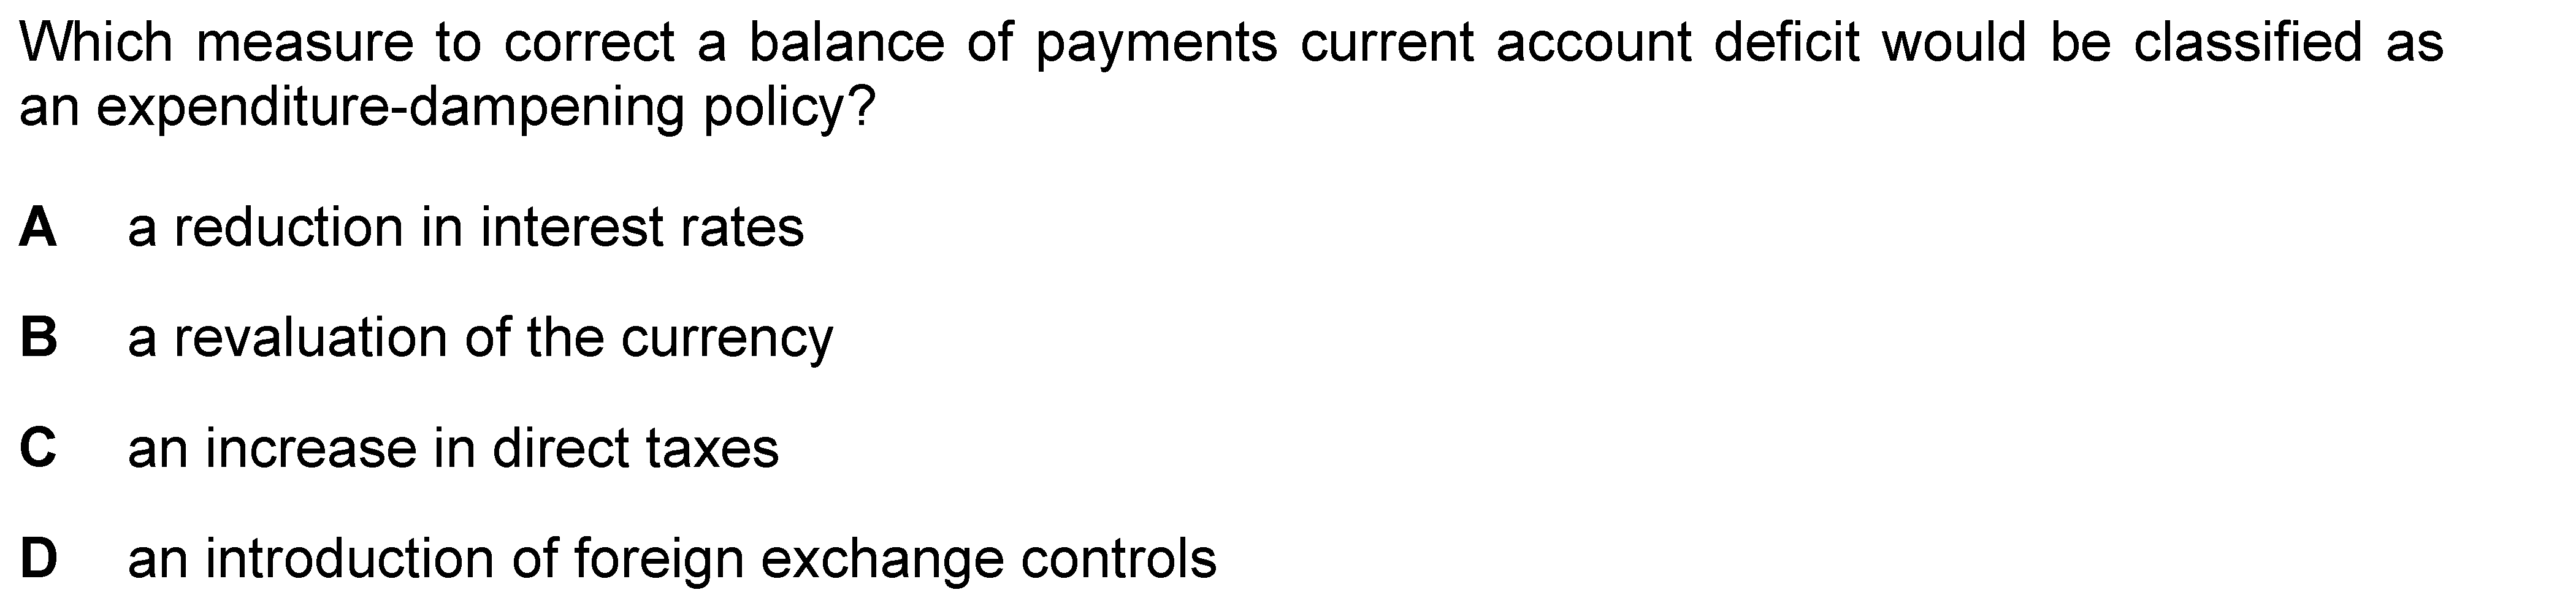 Which measure to correct a balance of payments current account deficit would be classified as
an expenditure-dampening policy?
A a reduction in interest rates
B a revaluation of the currency
C an increase in direct taxes
D an introduction of foreign exchange controls